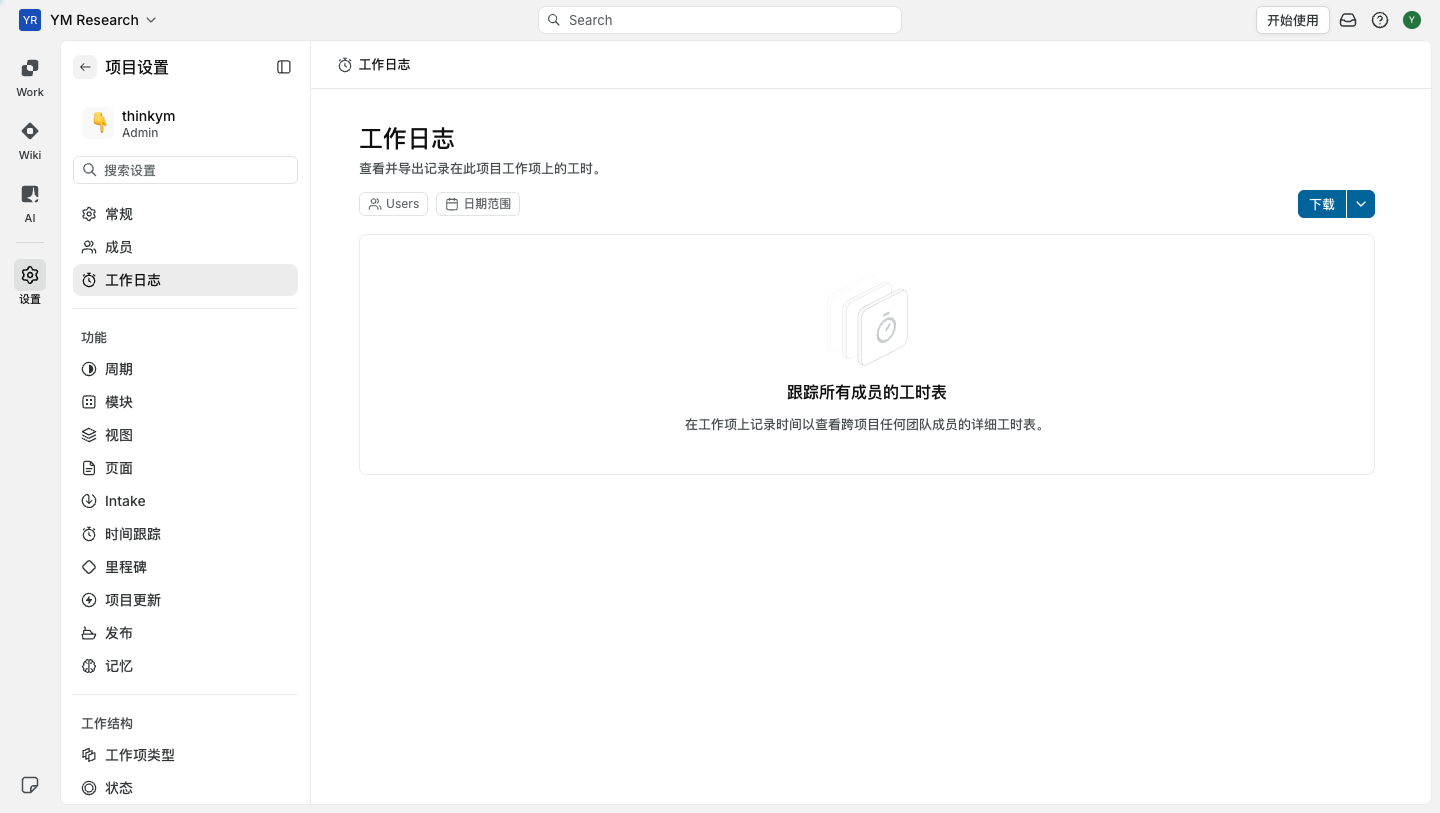 YR YM Research
Search
开始使用
Y
Work
Wiki
AI
设置
项目设置
thinkym
Admin
搜索设置
常规
成员
工作日志
功能
周期
模块
视图
页面
Intake
时间跟踪
里程碑
项目更新
发布
记忆
工作结构
工作项类型
状态
工作日志
工作日志
查看并导出记录在此项目工作项上的工时。
Users
日期范围
下载
跟踪所有成员的工时表
在工作项上记录时间以查看跨项目任何团队成员的详细工时表。